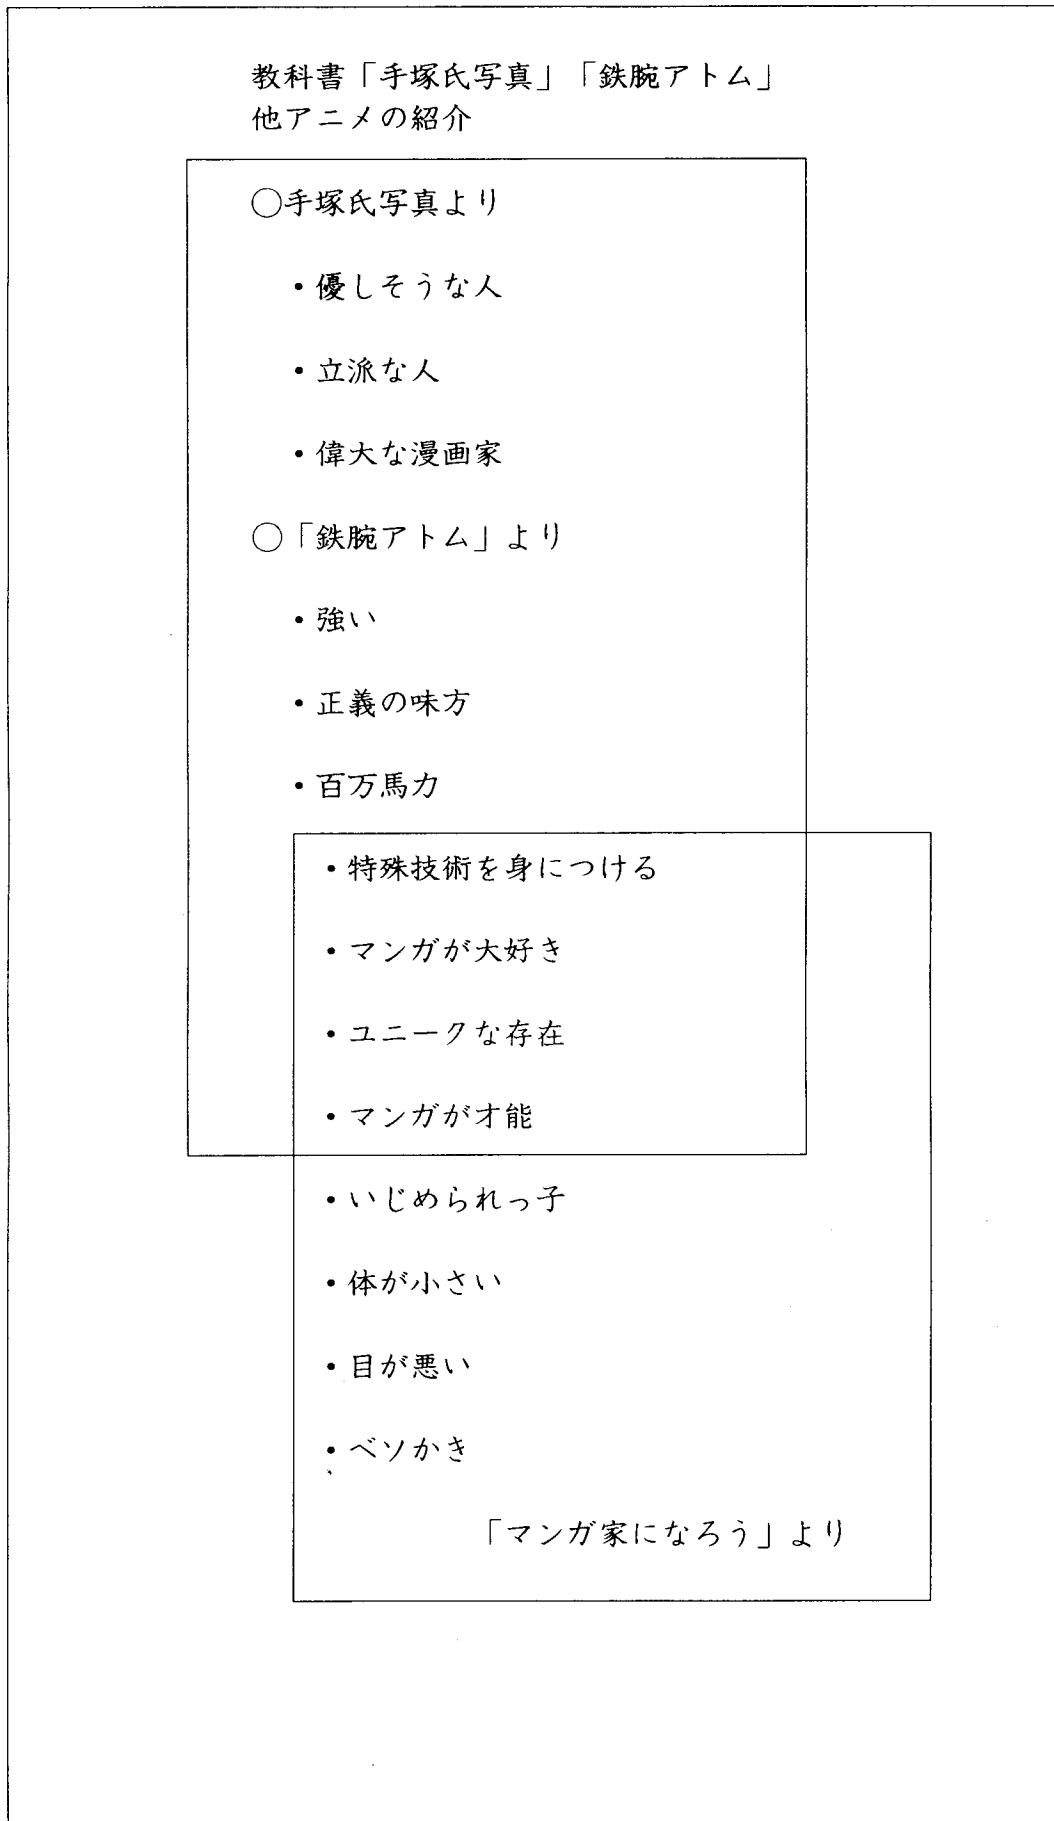 教科書「手塚氏写真」「鉄腕アトム」
他アニメの紹介
○手塚氏写真より
・優しそうな人
・立派な人
・偉大な漫画家
○「鉄腕アトム」より
・強い
・正義の味方
・百万馬力
・特殊技術を身につける
・マンガが大好き
・ユニークな存在
・マンガが才能
・いじめられっ子
・体が小さい
・目が悪い
・ベソかき
「マンガ家になろう」より